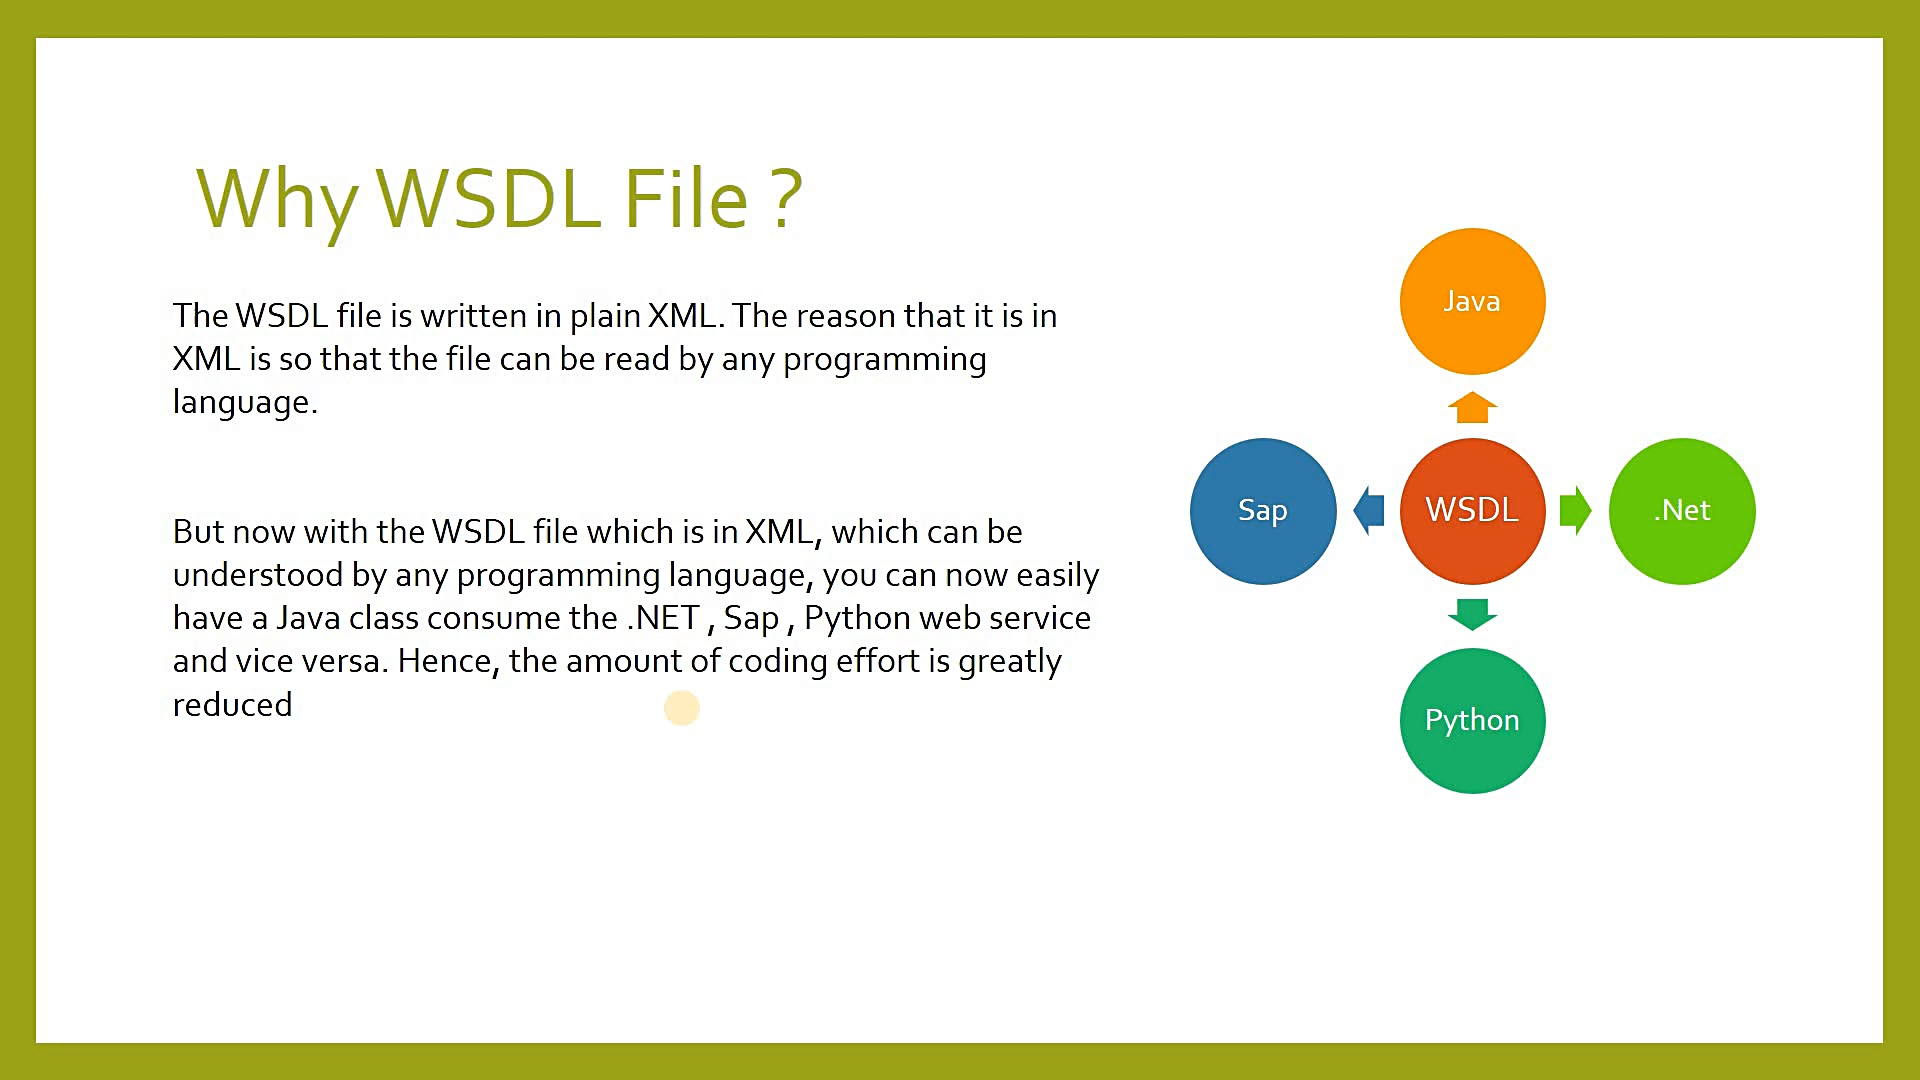 Why WSDL File ?
The WSDL file is written in plain XML. The reason that it is in
XML is so that the file can be read by any programming
language.
But now with the WSDL file which is in XML, which can be
understood by any programming language, you can now easily
have a Java class consume the .NET , Sap , Python web service
and vice versa. Hence, the amount of coding effort is greatly
reduced
Java
Sap
WSDL
.Net
Python